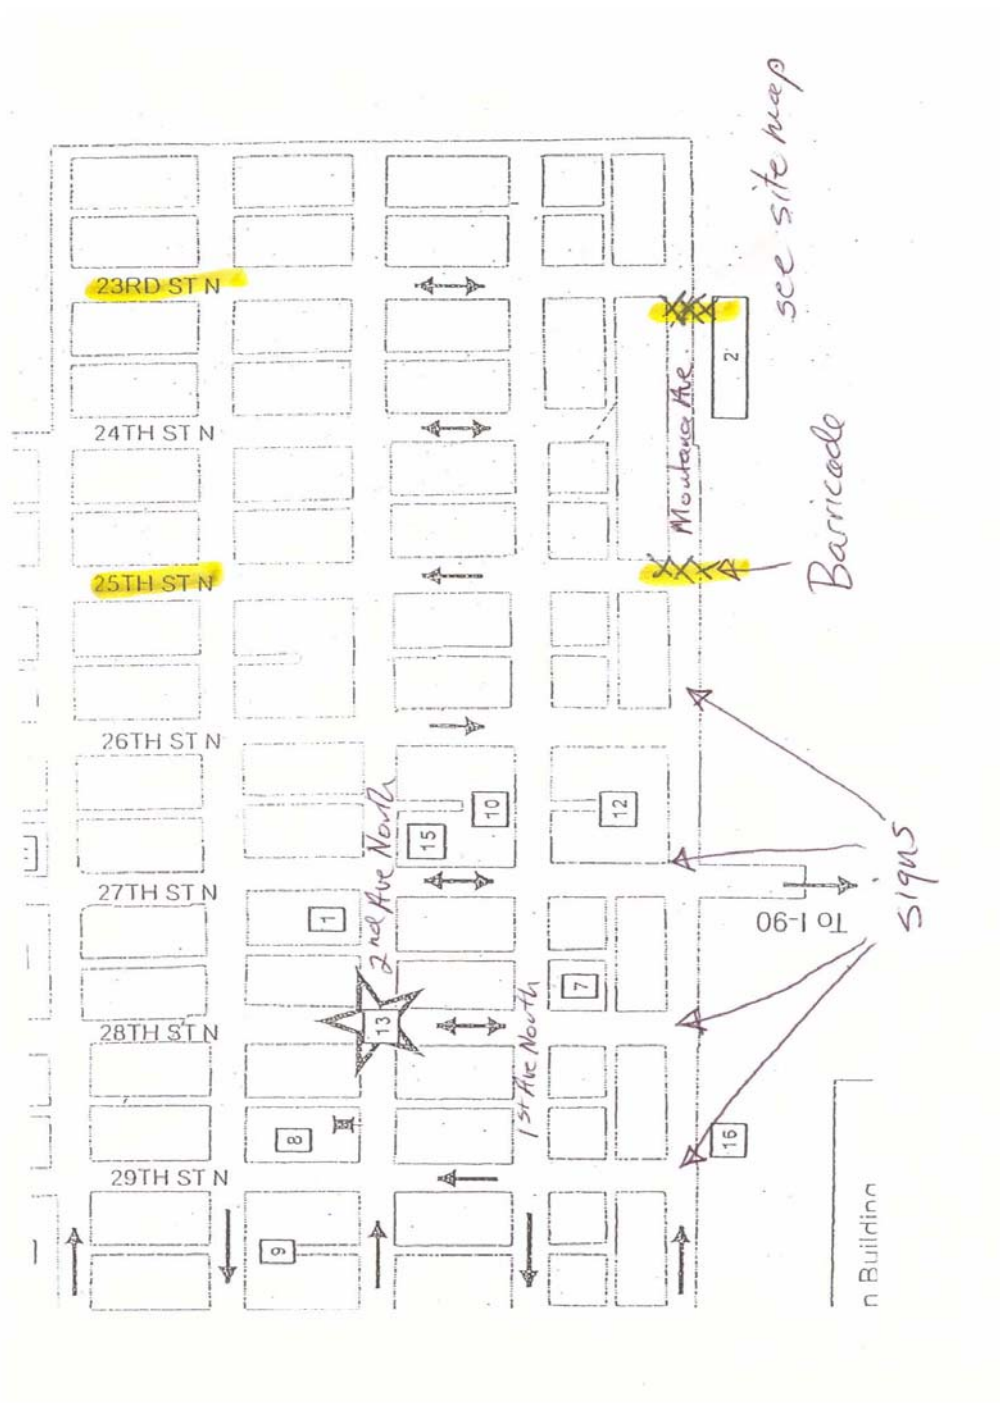 see site map
23RD ST N
2
24TH ST N
Montana Ave.
Barricade
25TH ST N
26TH ST N
2nd Ave North
10
12
15
27TH ST N
1
To I-90
signs
7
28TH ST N
13
1st Ave North
8
16
29TH ST N
9
n Building